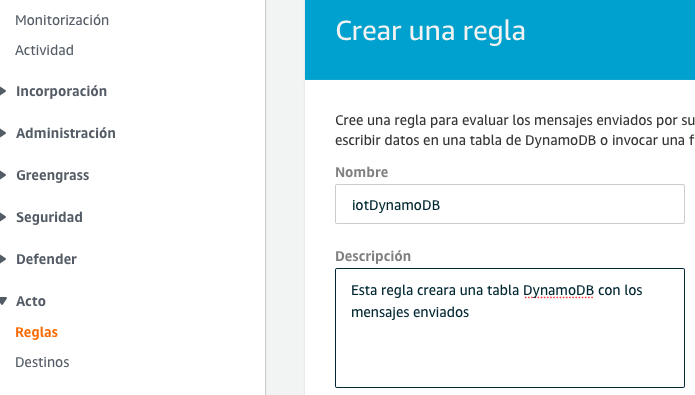 Monitorización
Actividad
Incorporación
Administración
Greengrass
Seguridad
Defender
Acto
Reglas
Destinos
Crear una regla
Cree una regla para evaluar los mensajes enviados por su
escribir datos en una tabla de DynamoDB o invocar una f
Nombre
iotDynamoDB
Descripción
Esta regla creara una tabla DynamoDB con los
mensajes enviados